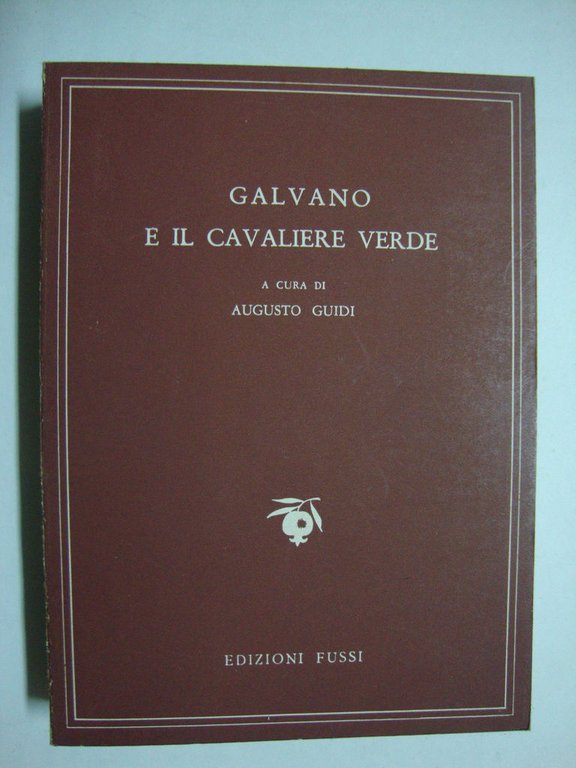 GALVANO
E IL CAVALIERE VERDE
A CURA DI
AUGUSTO GUIDI
EDIZIONI FUSSI